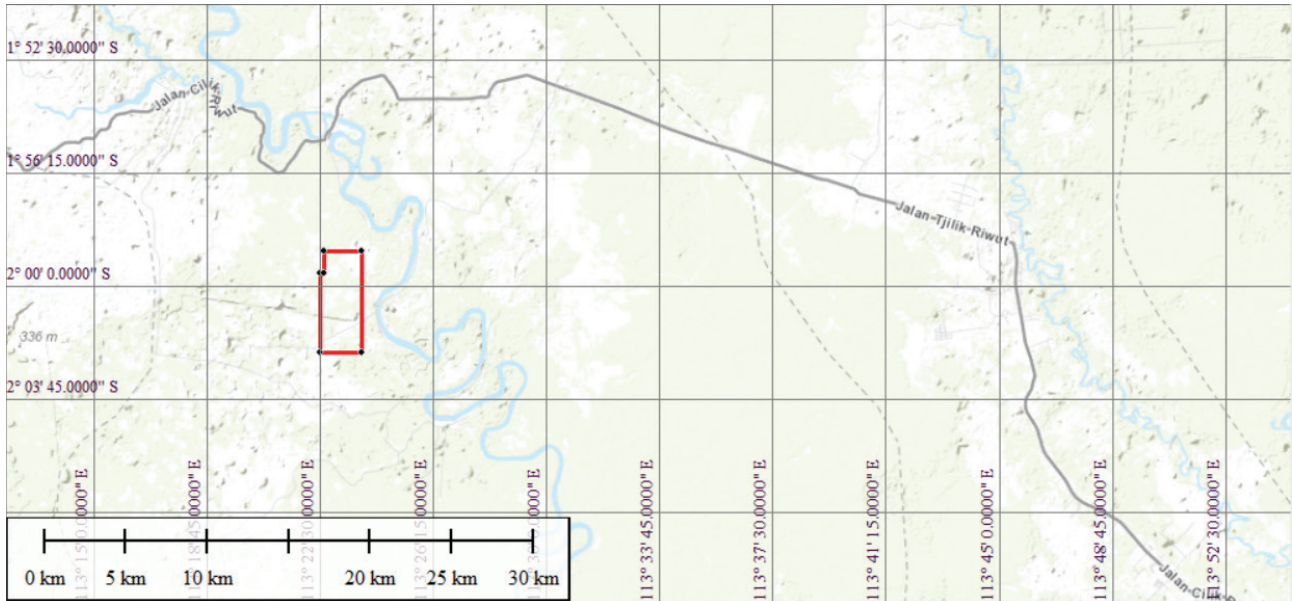 1° 52' 30.0000" S
Jalan-Cilik-Riwut
1° 56' 15.0000" S
Jalan-Tjilik-Riwut
2° 00' 0.0000" S
336 m
2° 03' 45.0000" S
113° 15' 0.0000" E
113° 18' 45.0000" E
113° 22' 30.0000" E
113° 26' 15.0000" E
113° 30' 0.0000" E
113° 33' 45.0000" E
113° 37' 30.0000" E
113° 41' 15.0000" E
113° 45' 0.0000" E
113° 48' 45.0000" E
113° 52' 30.0000" E
0 km 5 km 10 km 20 km 25 km 30 km